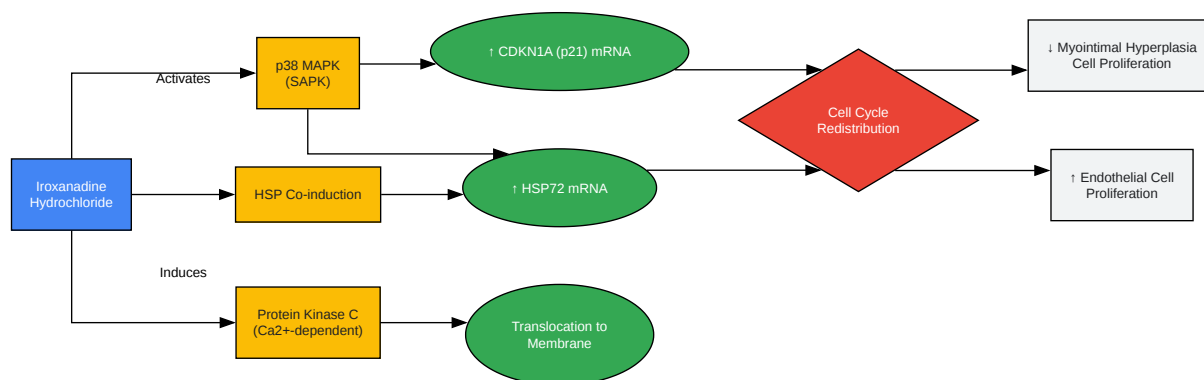 Iroxanadine
Hydrochloride
Activates
Induces
p38 MAPK
(SAPK)
HSP Co-induction
Protein Kinase C
(Ca2+-dependent)
↑ CDKN1A (p21) mRNA
↑ HSP72 mRNA
Translocation to
Membrane
Cell Cycle
Redistribution
↓ Myointimal Hyperplasia
Cell Proliferation
↑ Endothelial Cell
Proliferation